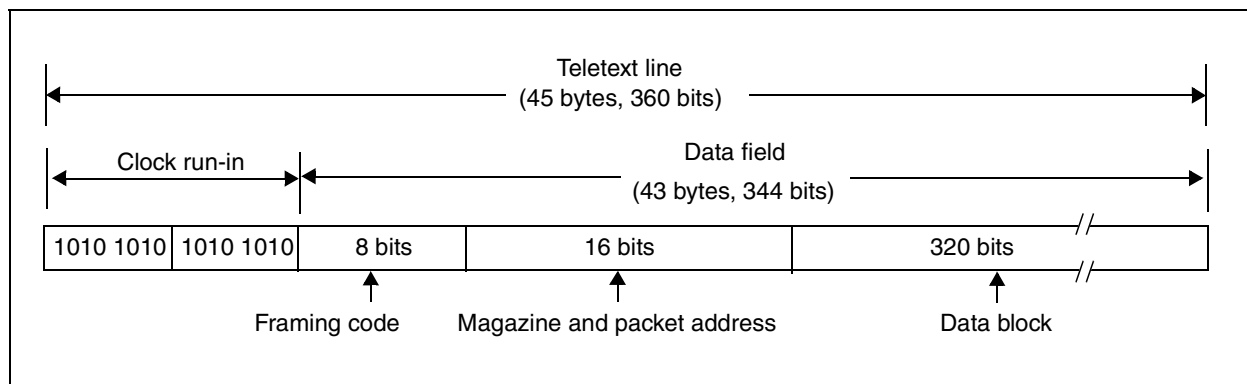 Teletext line
(45 bytes, 360 bits)
Clock run-in
Data field
(43 bytes, 344 bits)
1010 1010 1010 1010 8 bits 16 bits 320 bits
Framing code Magazine and packet address Data block